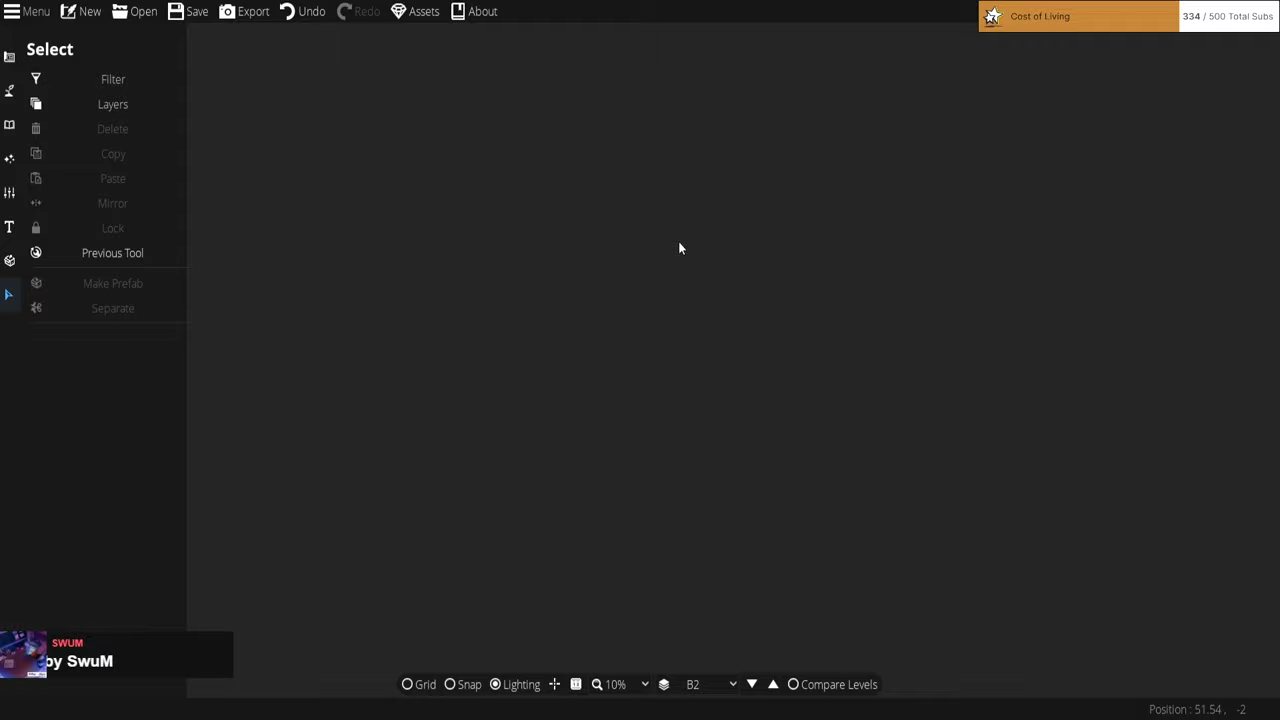 Menu New Open Save Export Undo Redo Assets About
Cost of Living 334 / 500 Total Subs
Select
Filter
Layers
Delete
Copy
Paste
Mirror
Lock
Previous Tool
Make Prefab
Separate
SWUM
by SwuM
Grid Snap Lighting 10% B2 Compare Levels
Position : 51.54 , -2